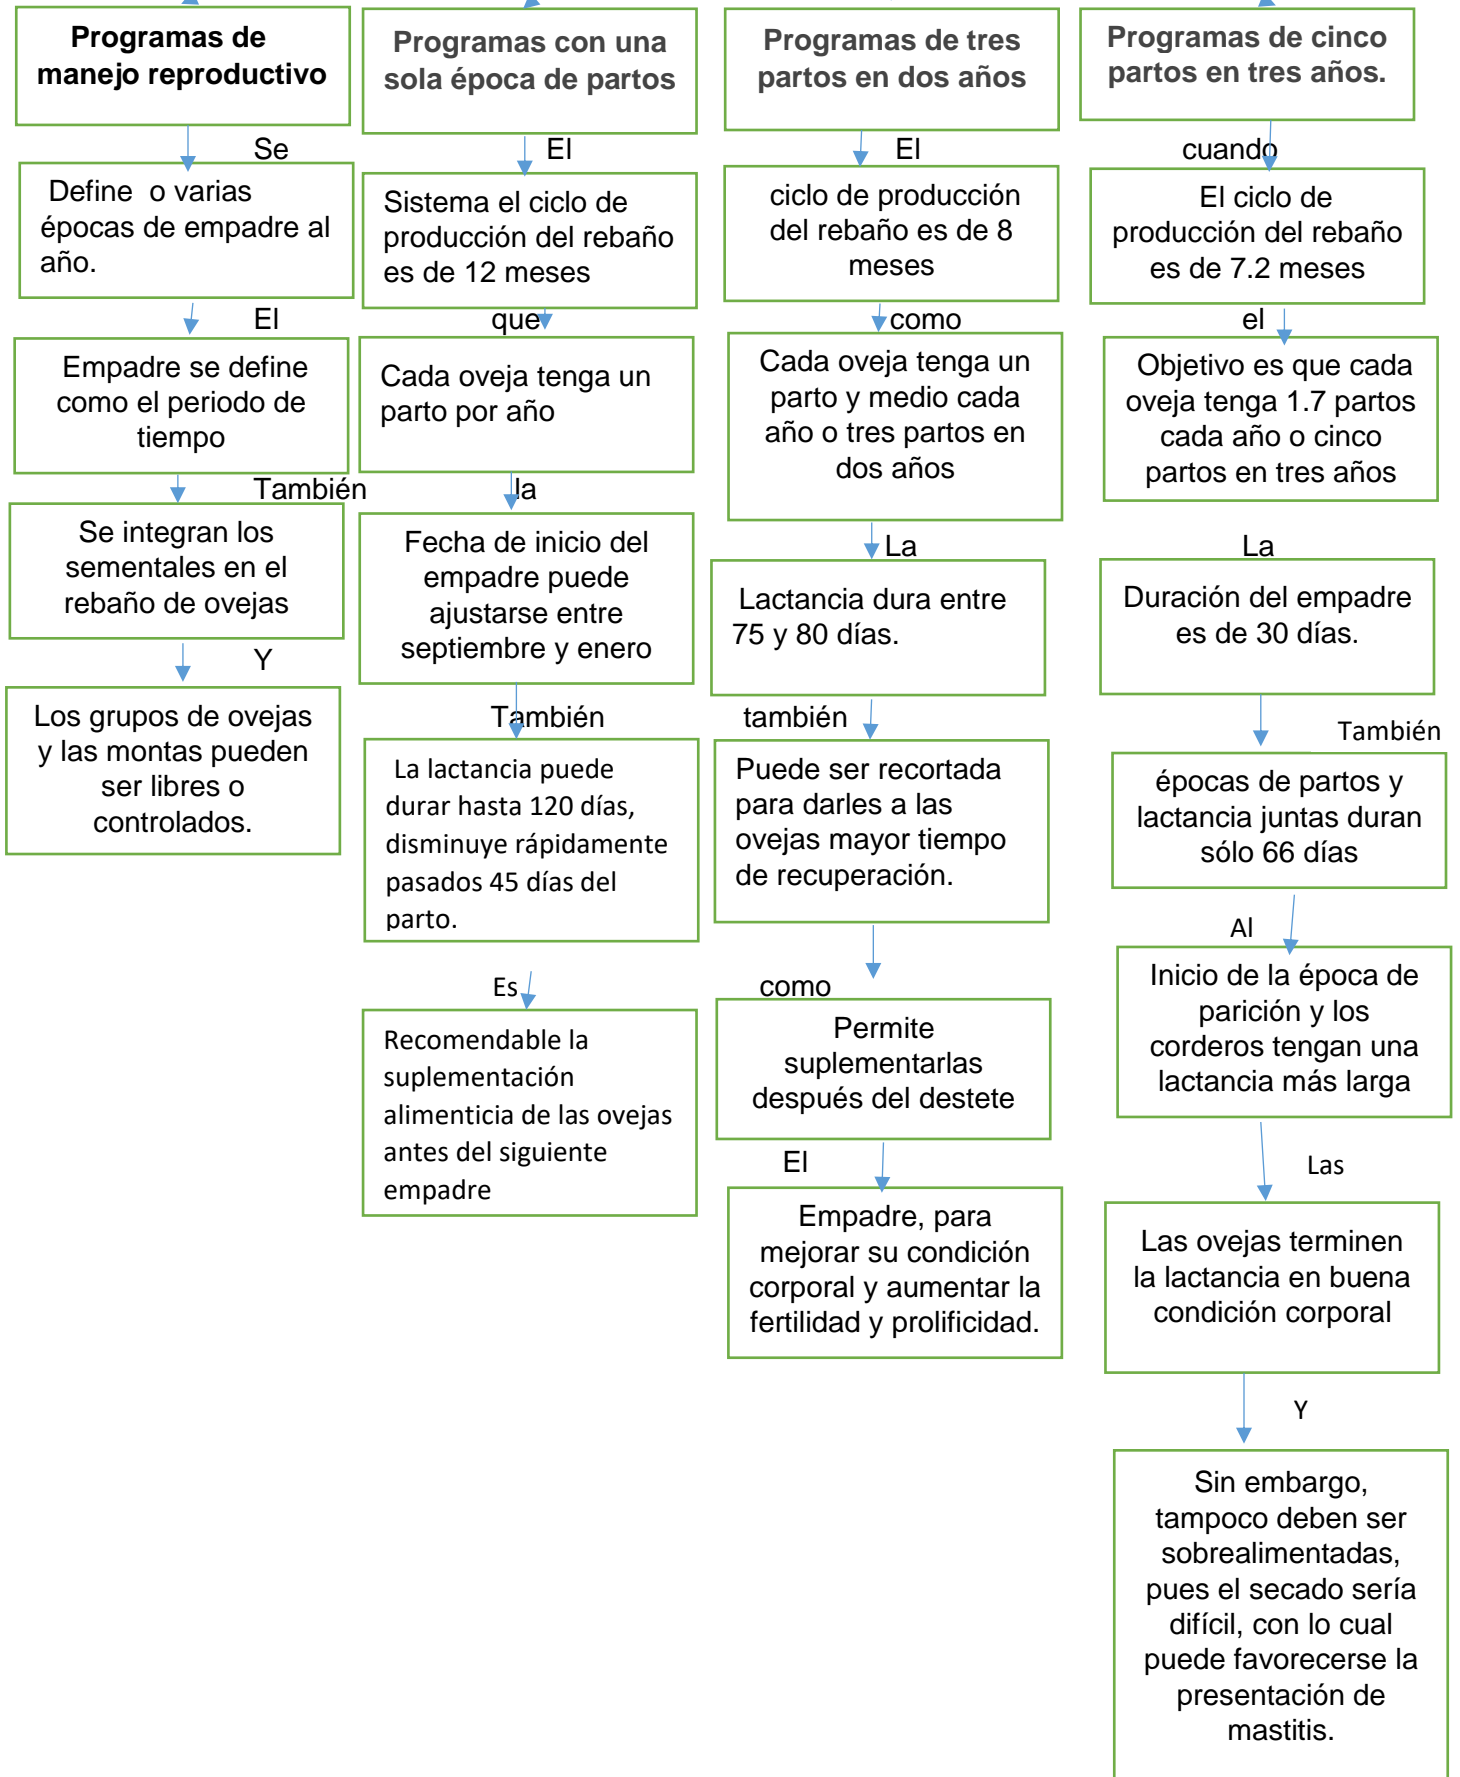 Programas de
manejo reproductivo
Se
Define  o varias
épocas de empadre al
año.
El
Empadre se define
como el periodo de
tiempo
También
Se integran los
sementales en el
rebaño de ovejas
Y
Los grupos de ovejas
y las montas pueden
ser libres o
controlados.
Programas con una
sola época de partos
El
Sistema el ciclo de
producción del rebaño
es de 12 meses
que
Cada oveja tenga un
parto por año
la
Fecha de inicio del
empadre puede
ajustarse entre
septiembre y enero
También
La lactancia puede
durar hasta 120 días,
disminuye rápidamente
pasados 45 días del
parto.
Es
Recomendable la
suplementación
alimenticia de las ovejas
antes del siguiente
empadre
Programas de tres
partos en dos años
El
ciclo de producción
del rebaño es de 8
meses
como
Cada oveja tenga un
parto y medio cada
año o tres partos en
dos años
La
Lactancia dura entre
75 y 80 días.
también
Puede ser recortada
para darles a las
ovejas mayor tiempo
de recuperación.
como
Permite
suplementarlas
después del destete
El
Empadre, para
mejorar su condición
corporal y aumentar la
fertilidad y prolificidad.
Programas de cinco
partos en tres años.
cuando
El ciclo de
producción del rebaño
es de 7.2 meses
el
Objetivo es que cada
oveja tenga 1.7 partos
cada año o cinco
partos en tres años
La
Duración del empadre
es de 30 días.
También
épocas de partos y
lactancia juntas duran
sólo 66 días
Al
Inicio de la época de
parición y los
corderos tengan una
lactancia más larga
Las
Las ovejas terminen
la lactancia en buena
condición corporal
Y
Sin embargo,
tampoco deben ser
sobrealimentadas,
pues el secado sería
difícil, con lo cual
puede favorecerse la
presentación de
mastitis.